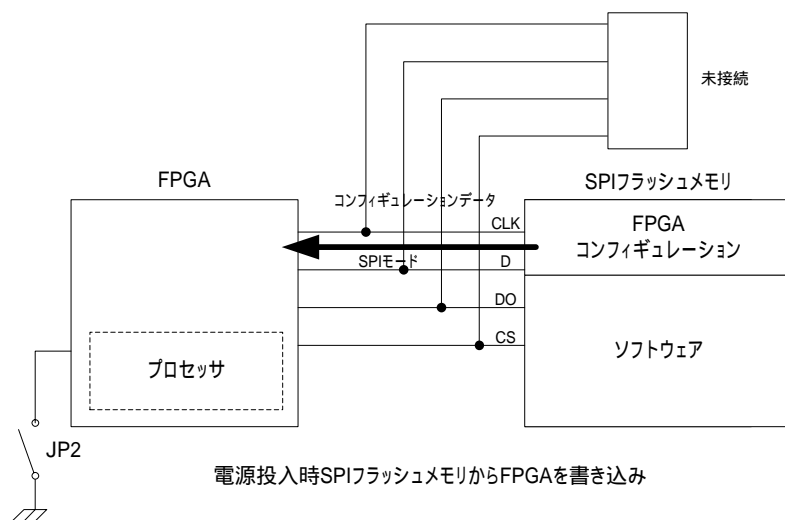 未接続
FPGA
SPIフラッシュメモリ
コンフィギュレーションデータ
CLK
FPGA
コンフィギュレーション
SPIモード
D
DO
CS
プロセッサ
ソフトウェア
JP2
電源投入時SPIフラッシュメモリからFPGAを書き込み